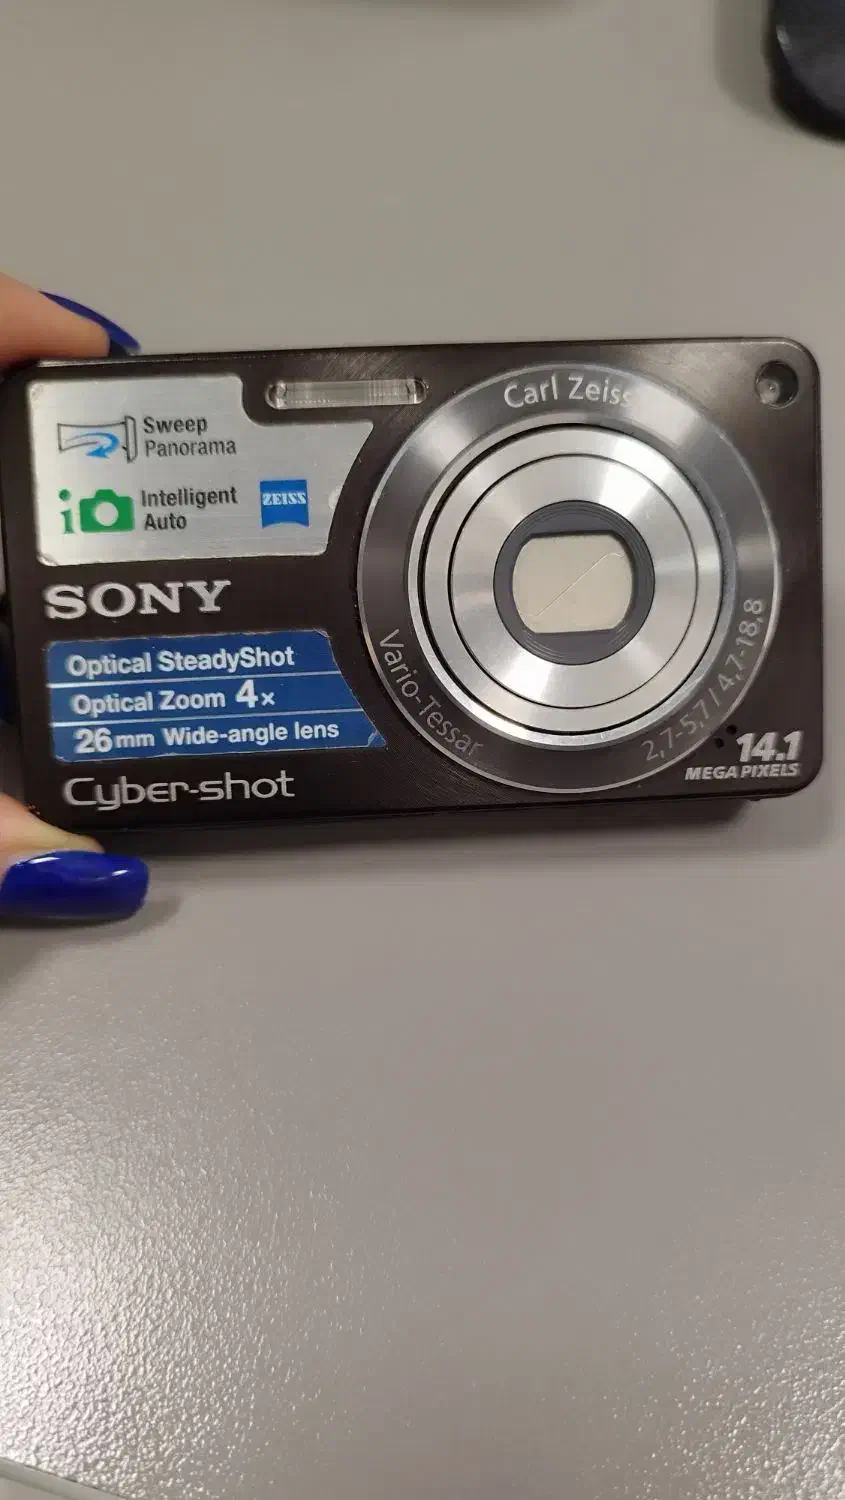 Sweep
Panorama
Intelligent
Auto
ZEISS
SONY
Optical SteadyShot
Optical Zoom 4x
26mm Wide-angle lens
Cyber-shot
Carl Zeiss
Vario-Tessar
2,7-5,7/4,7-18,8
14.1
MEGA PIXELS